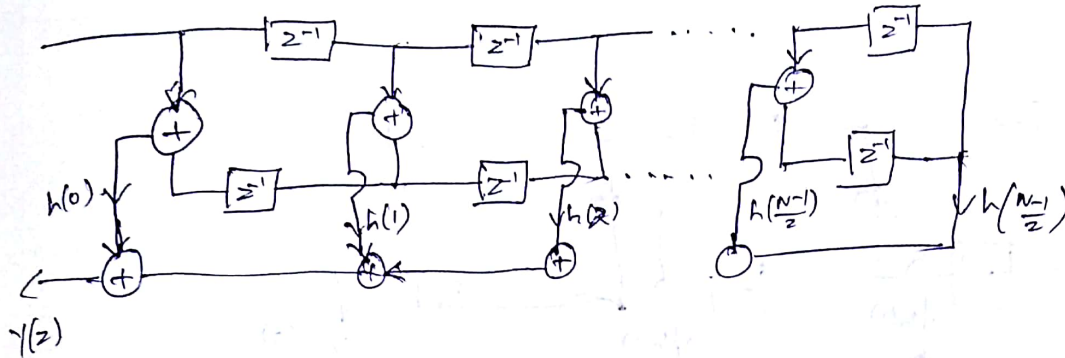 z⁻¹ z⁻¹ ...... z⁻¹
+ + + +
z⁻¹ z⁻¹ ...... z⁻¹
h(0) h(1) h(2) h(N-1/2) h(N-1/2)
+ + +
Y(z)